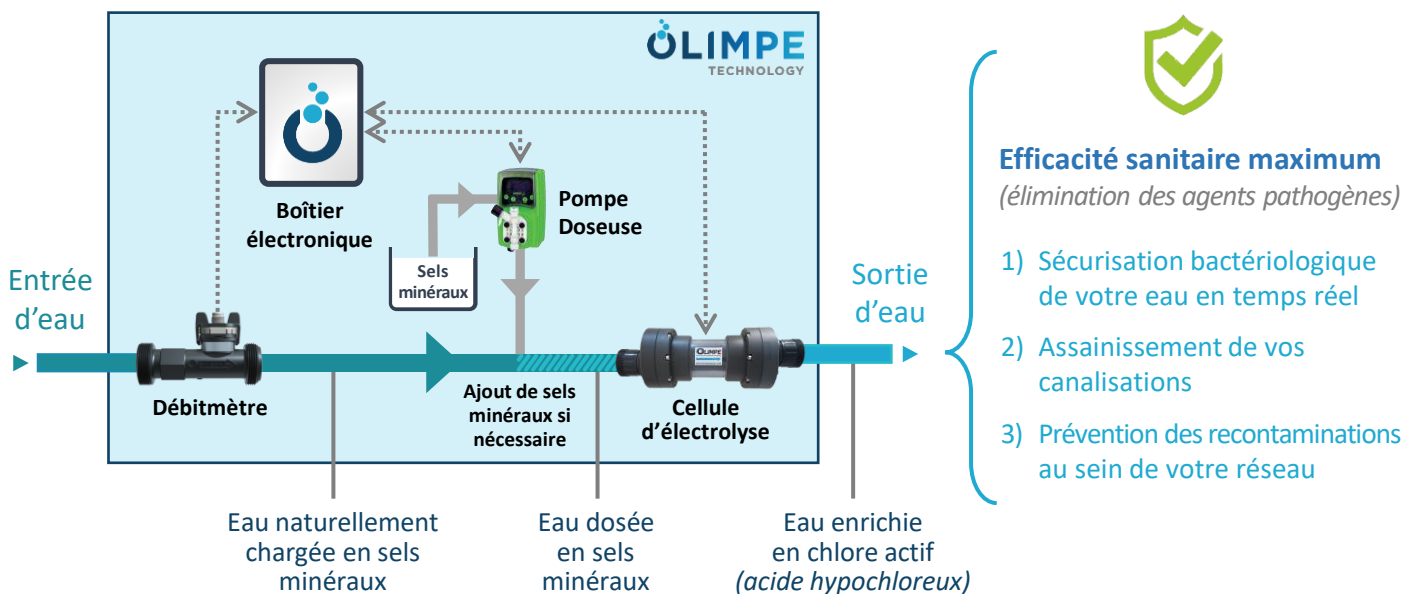 ÖLIMPE
TECHNOLOGY
Boîtier
électronique
Pompe
Doseuse
Sels
minéraux
Entrée
d’eau
Débitmètre
Ajout de sels
minéraux si
nécessaire
OLIMPE
Cellule
d’électrolyse
Sortie
d’eau
Eau naturellement
chargée en sels
minéraux
Eau dosée
en sels
minéraux
Eau enrichie
en chlore actif
(acide hypochloreux)
Efficacité sanitaire maximum
(élimination des agents pathogènes)
1) Sécurisation bactériologique
de votre eau en temps réel
2) Assainissement de vos
canalisations
3) Prévention des recontaminations
au sein de votre réseau